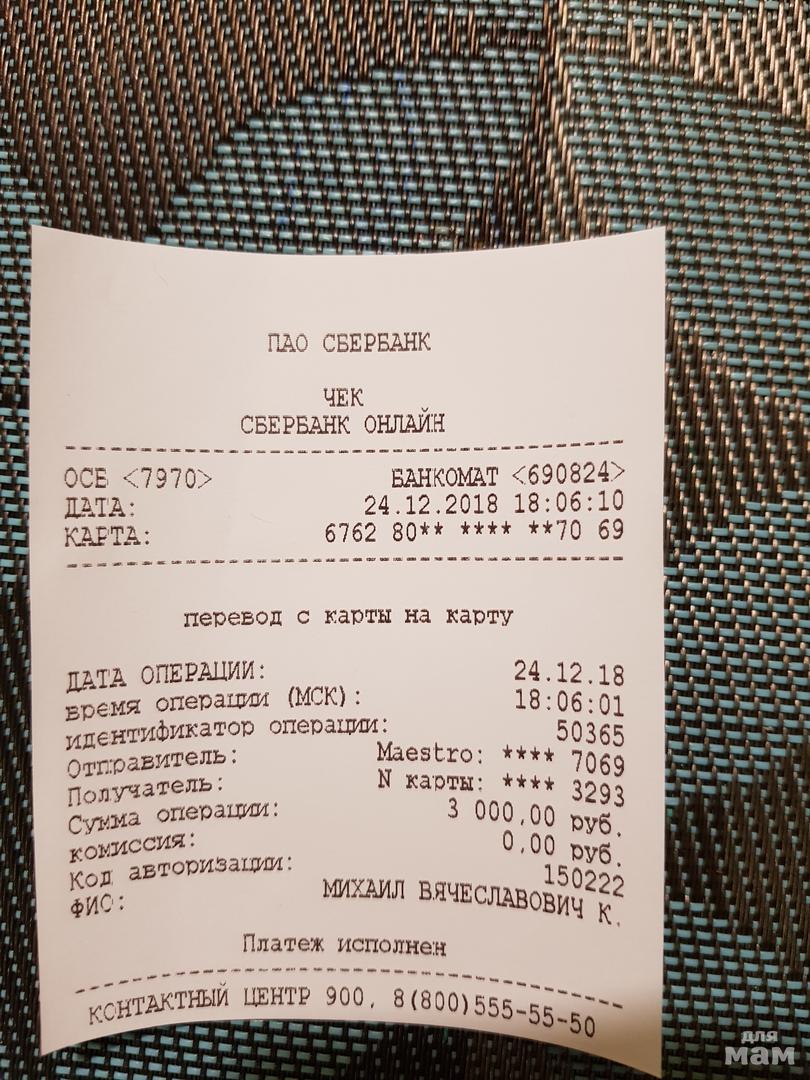 ПАО СБЕРБАНК
ЧЕК
СБЕРБАНК ОНЛАЙН
ОСБ <7970> БАНКОМАТ <690824>
ДАТА: 24.12.2018 18:06:10
КАРТА: 6762 80** **** **70 69
перевод с карты на карту
ДАТА ОПЕРАЦИИ: 24.12.18
время операции (МСК): 18:06:01
идентификатор операции: 50365
Отправитель: Maestro: **** 7069
Получатель: N карты: **** 3293
Сумма операции: 3 000,00 руб.
комиссия: 0,00 руб.
Код авторизации: 150222
ФИО: МИХАИЛ ВЯЧЕСЛАВОВИЧ К.
Платеж исполнен
КОНТАКТНЫЙ ЦЕНТР 900, 8(800)555-55-50
для
мам